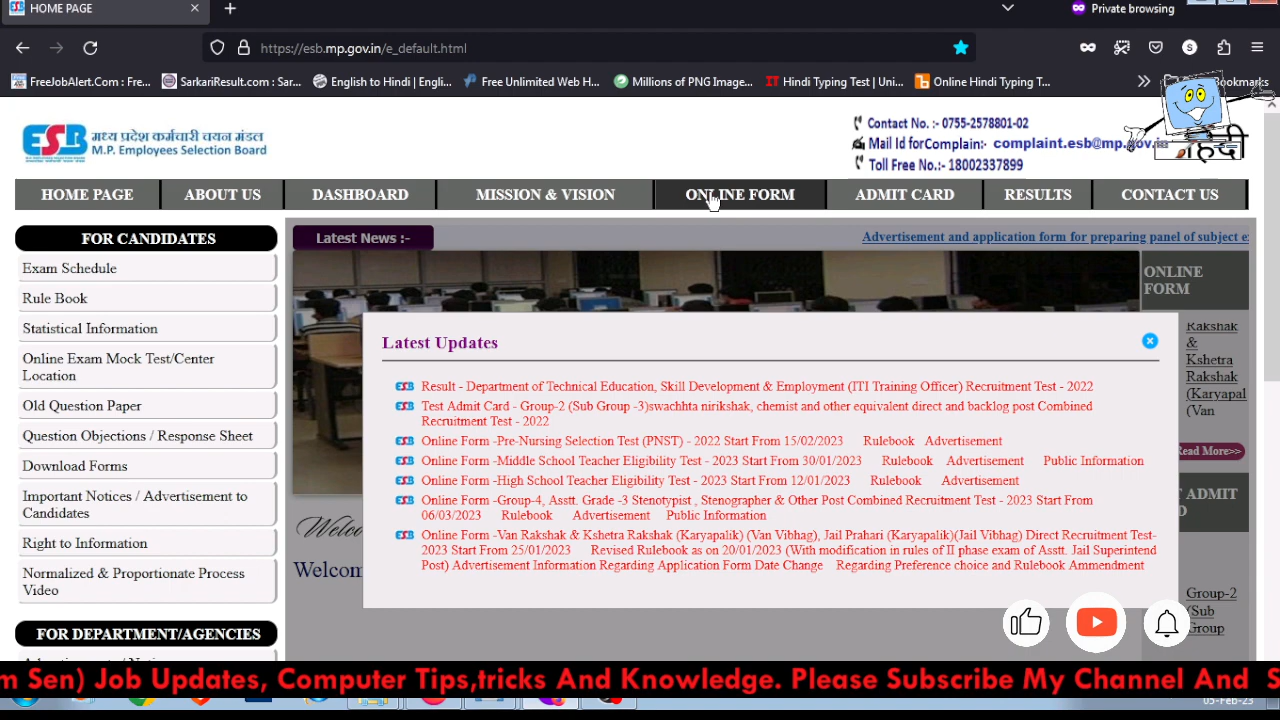 HOME PAGE
Private browsing
https://esb.mp.gov.in/e_default.html
FreeJobAlert.Com : Fre...
SarkariResult.com : Sar...
English to Hindi | Engli...
Free Unlimited Web H...
Millions of PNG Image...
Hindi Typing Test | Uni...
Online Hindi Typing T...
Bookmarks
ESB मध्य प्रदेश कर्मचारी चयन मंडल
M.P. Employees Selection Board
Contact No. :- 0755-2578801-02
Mail Id forComplain:- complaint.esb@mp.gov.in
Toll Free No.:- 18002337899
हिंदी
HOME PAGE
ABOUT US
DASHBOARD
MISSION & VISION
ONLINE FORM
ADMIT CARD
RESULTS
CONTACT US
FOR CANDIDATES
Exam Schedule
Rule Book
Statistical Information
Online Exam Mock Test/Center
Location
Old Question Paper
Question Objections / Response Sheet
Download Forms
Important Notices / Advertisement to
Candidates
Right to Information
Normalized & Proportionate Process
Video
FOR DEPARTMENT/AGENCIES
Latest News :-
Advertisement and application form for preparing panel of subject e
Latest Updates
ESB Result - Department of Technical Education, Skill Development & Employment (ITI Training Officer) Recruitment Test - 2022
ESB Test Admit Card - Group-2 (Sub Group -3)swachhta nirikshak, chemist and other equivalent direct and backlog post Combined
Recruitment Test - 2022
ESB Online Form -Pre-Nursing Selection Test (PNST) - 2022 Start From 15/02/2023 Rulebook Advertisement
ESB Online Form -Middle School Teacher Eligibility Test - 2023 Start From 30/01/2023 Rulebook Advertisement Public Information
ESB Online Form -High School Teacher Eligibility Test - 2023 Start From 12/01/2023 Rulebook Advertisement
ESB Online Form -Group-4, Asstt. Grade -3 Stenotypist , Stenographer & Other Post Combined Recruitment Test - 2023 Start From
06/03/2023 Rulebook Advertisement Public Information
ESB Online Form -Van Rakshak & Kshetra Rakshak (Karyapalik) (Van Vibhag), Jail Prahari (Karyapalik)(Jail Vibhag) Direct Recruitment Test-
2023 Start From 25/01/2023 Revised Rulebook as on 20/01/2023 (With modification in rules of II phase exam of Asstt. Jail Superintend
Post) Advertisement Information Regarding Application Form Date Change Regarding Preference choice and Rulebook Ammendment
Welcom
ONLINE
FORM
Rakshak
&
Kshetra
Rakshak
(Karyapal
(Van
Read More>>
Group-2
(Sub
Group
m Sen) Job Updates, Computer Tips,tricks And Knowledge. Please Subscribe My Channel And S
05-Feb-23